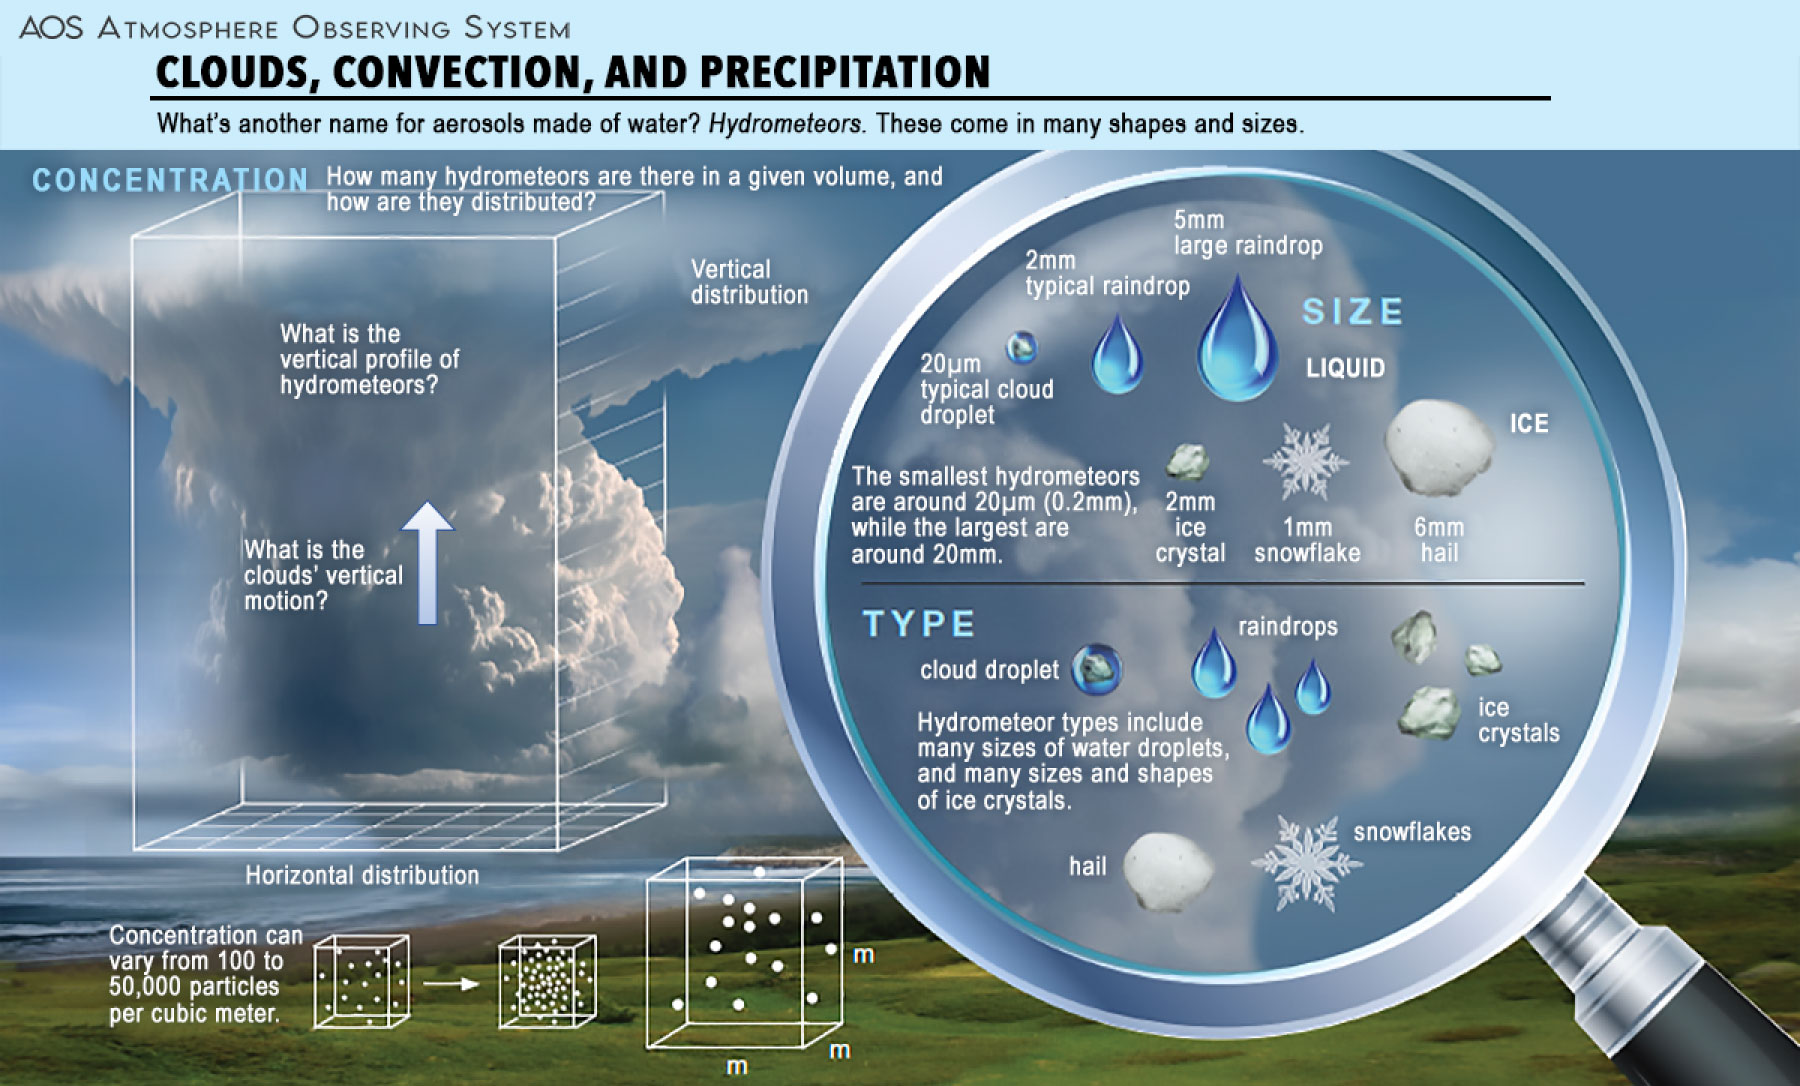 AOS ATMOSPHERE OBSERVING SYSTEM
CLOUDS, CONVECTION, AND PRECIPITATION
What's another name for aerosols made of water? Hydrometeors. These come in many shapes and sizes.
CONCENTRATION
How many hydrometeors are there in a given volume, and
how are they distributed?
Vertical
distribution
What is the
vertical profile of
hydrometeors?
What is the
clouds' vertical
motion?
Horizontal distribution
Concentration can
vary from 100 to
50,000 particles
per cubic meter.
m
m
m
5mm
large raindrop
2mm
typical raindrop
20µm
typical cloud
droplet
SIZE
LIQUID
ICE
The smallest hydrometeors
are around 20µm (0.2mm),
while the largest are
around 20mm.
2mm
ice
crystal
1mm
snowflake
6mm
hail
TYPE
cloud droplet
raindrops
ice
crystals
Hydrometeor types include
many sizes of water droplets,
and many sizes and shapes
of ice crystals.
hail
snowflakes